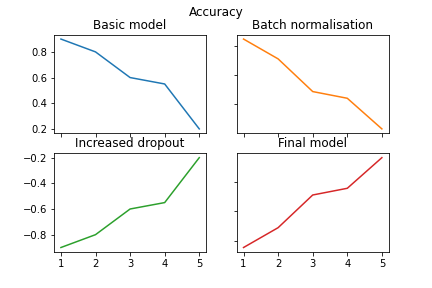 Accuracy
Basic model
Batch normalisation
0.8
0.6
0.4
0.2
Increased dropout
Final model
−0.2
−0.4
−0.6
−0.8
1 2 3 4 5
1 2 3 4 5